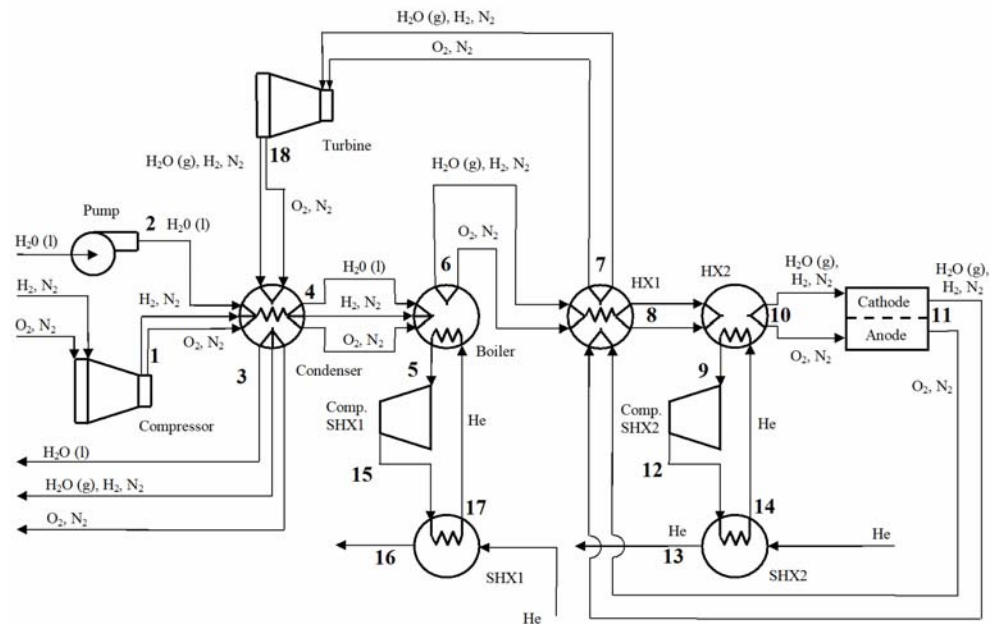 H₂O (g), H₂, N₂
O₂, N₂
Turbine
18
H₂O (g), H₂, N₂
H₂O (g), H₂, N₂
O₂, N₂
Pump
2
H₂0 (l)
H₂0 (l)
O₂, N₂
H₂O (g),
H₂, N₂
H₂O (g),
H₂, N₂
H₂, N₂
O₂, N₂
H₂, N₂
O₂, N₂
1
3
4
H₂0 (l)
H₂, N₂
O₂, N₂
Condenser
6
Boiler
5
7
HX1
8
HX2
10
O₂, N₂
Cathode
Anode
11
O₂, N₂
9
Compressor
Comp.
SHX1
He
Comp.
SHX2
He
H₂O (l)
H₂O (g), H₂, N₂
O₂, N₂
15
17
16
SHX1
He
12
14
He
13
He
SHX2